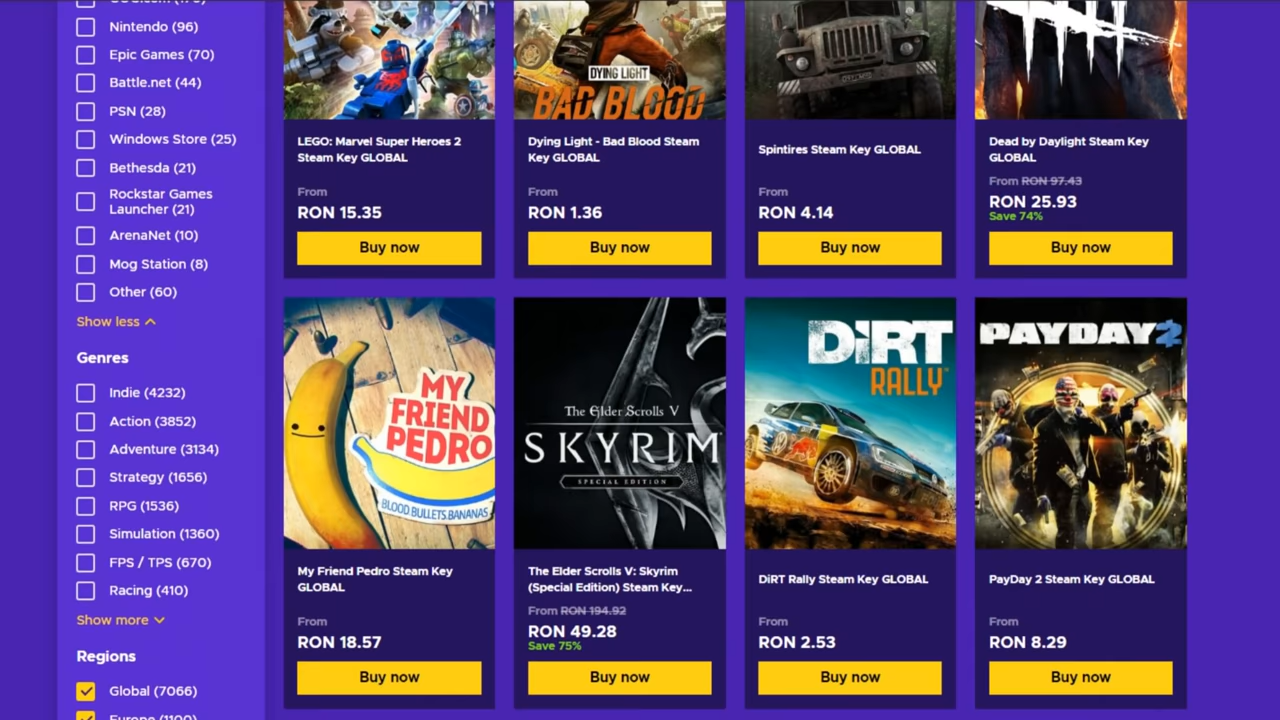 Nintendo (96)
Epic Games (70)
Battle.net (44)
PSN (28)
Windows Store (25)
Bethesda (21)
Rockstar Games
Launcher (21)
ArenaNet (10)
Mog Station (8)
Other (60)
Show less
Genres
Indie (4232)
Action (3852)
Adventure (3134)
Strategy (1656)
RPG (1536)
Simulation (1360)
FPS / TPS (670)
Racing (410)
Show more
Regions
Global (7066)
Europe (1100)
LEGO: Marvel Super Heroes 2
Steam Key GLOBAL
From
RON 15.35
Buy now
DYING LIGHT
BAD BLOOD
Dying Light - Bad Blood Steam
Key GLOBAL
From
RON 1.36
Buy now
Spintires Steam Key GLOBAL
From
RON 4.14
Buy now
Dead by Daylight Steam Key
GLOBAL
From RON 97.43
RON 25.93
Save 74%
Buy now
MY
FRIEND
PEDRO
BLOOD BULLETS BANANAS
My Friend Pedro Steam Key
GLOBAL
From
RON 18.57
Buy now
The Elder Scrolls V
SKYRIM
SPECIAL EDITION
The Elder Scrolls V: Skyrim
(Special Edition) Steam Key...
From RON 194.92
RON 49.28
Save 75%
Buy now
DiRT
RALLY
DiRT Rally Steam Key GLOBAL
From
RON 2.53
Buy now
PAYDAY 2
PayDay 2 Steam Key GLOBAL
From
RON 8.29
Buy now